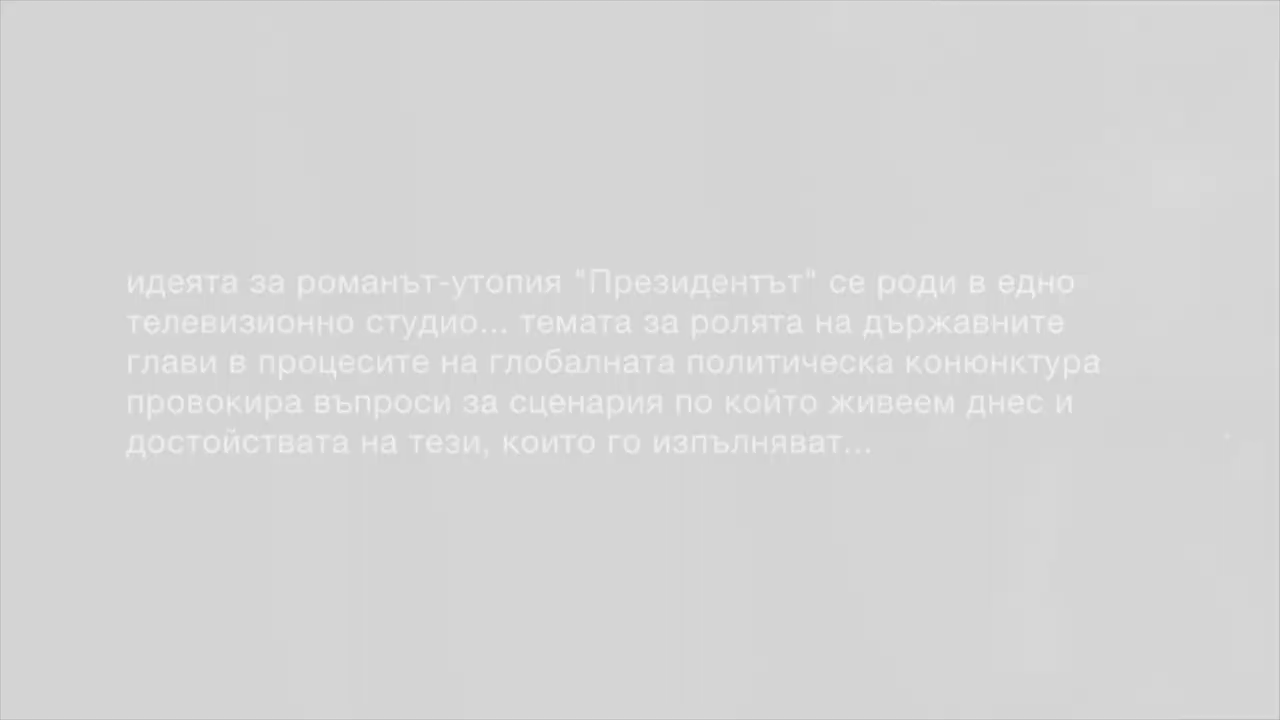 идеята за романът-утопия "Президентът" се роди в едно
телевизионно студио... темата за ролята на държавните
глави в процесите на глобалната политическа конюнктура
провокира въпроси за сценария по който живеем днес и
достойствата на тези, които го изпълняват...